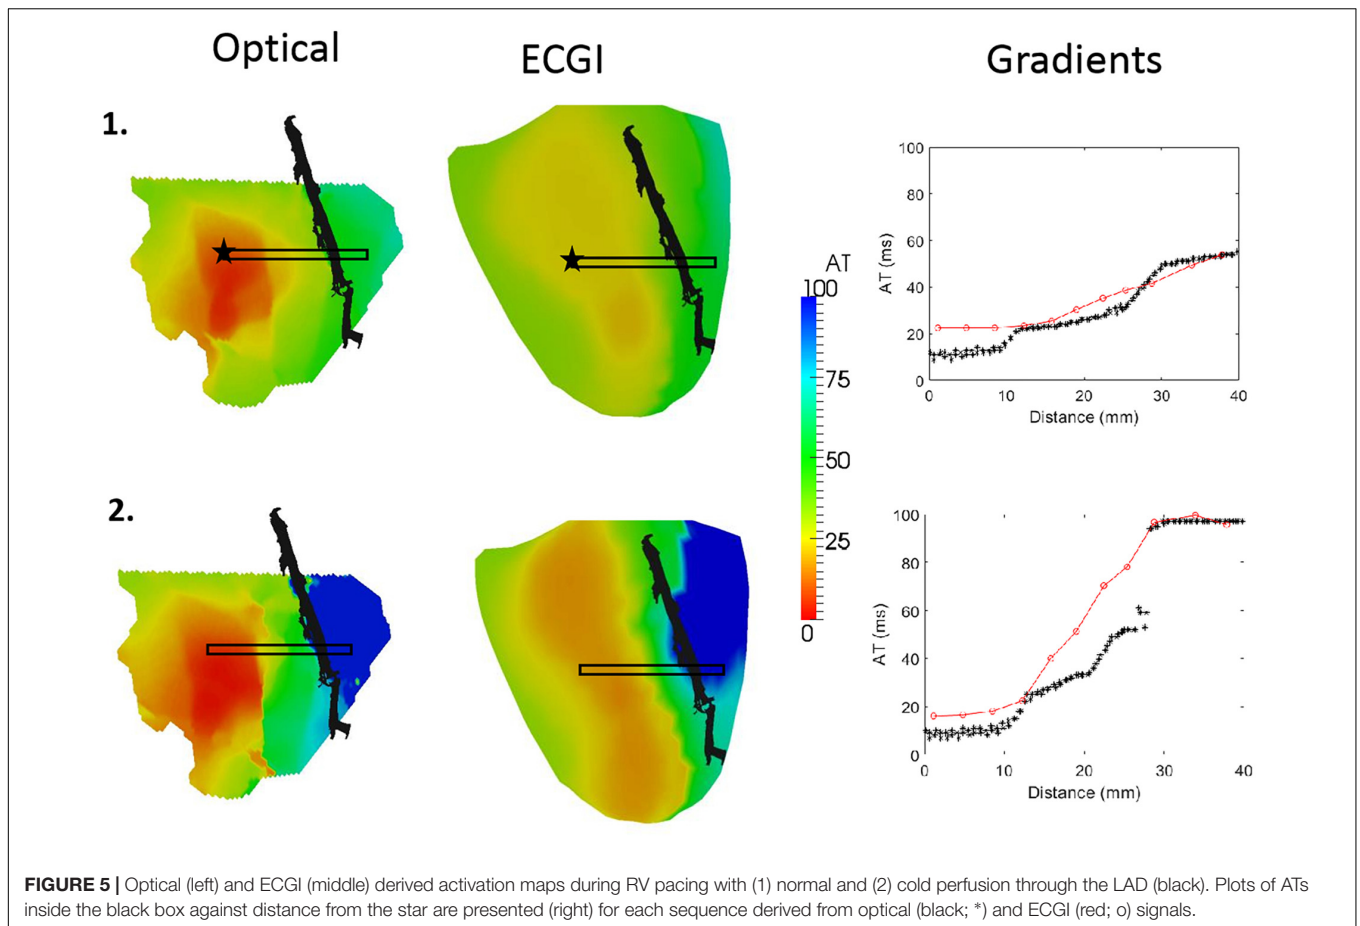 Optical
ECGI
Gradients
1.
AT
100
75
50
25
0
100
80
60
40
20
0
AT (ms)
0 10 20 30 40
Distance (mm)
2.
100
80
60
40
20
0
AT (ms)
0 10 20 30 40
Distance (mm)
FIGURE 5 | Optical (left) and ECGI (middle) derived activation maps during RV pacing with (1) normal and (2) cold perfusion through the LAD (black). Plots of ATs
inside the black box against distance from the star are presented (right) for each sequence derived from optical (black; *) and ECGI (red; o) signals.